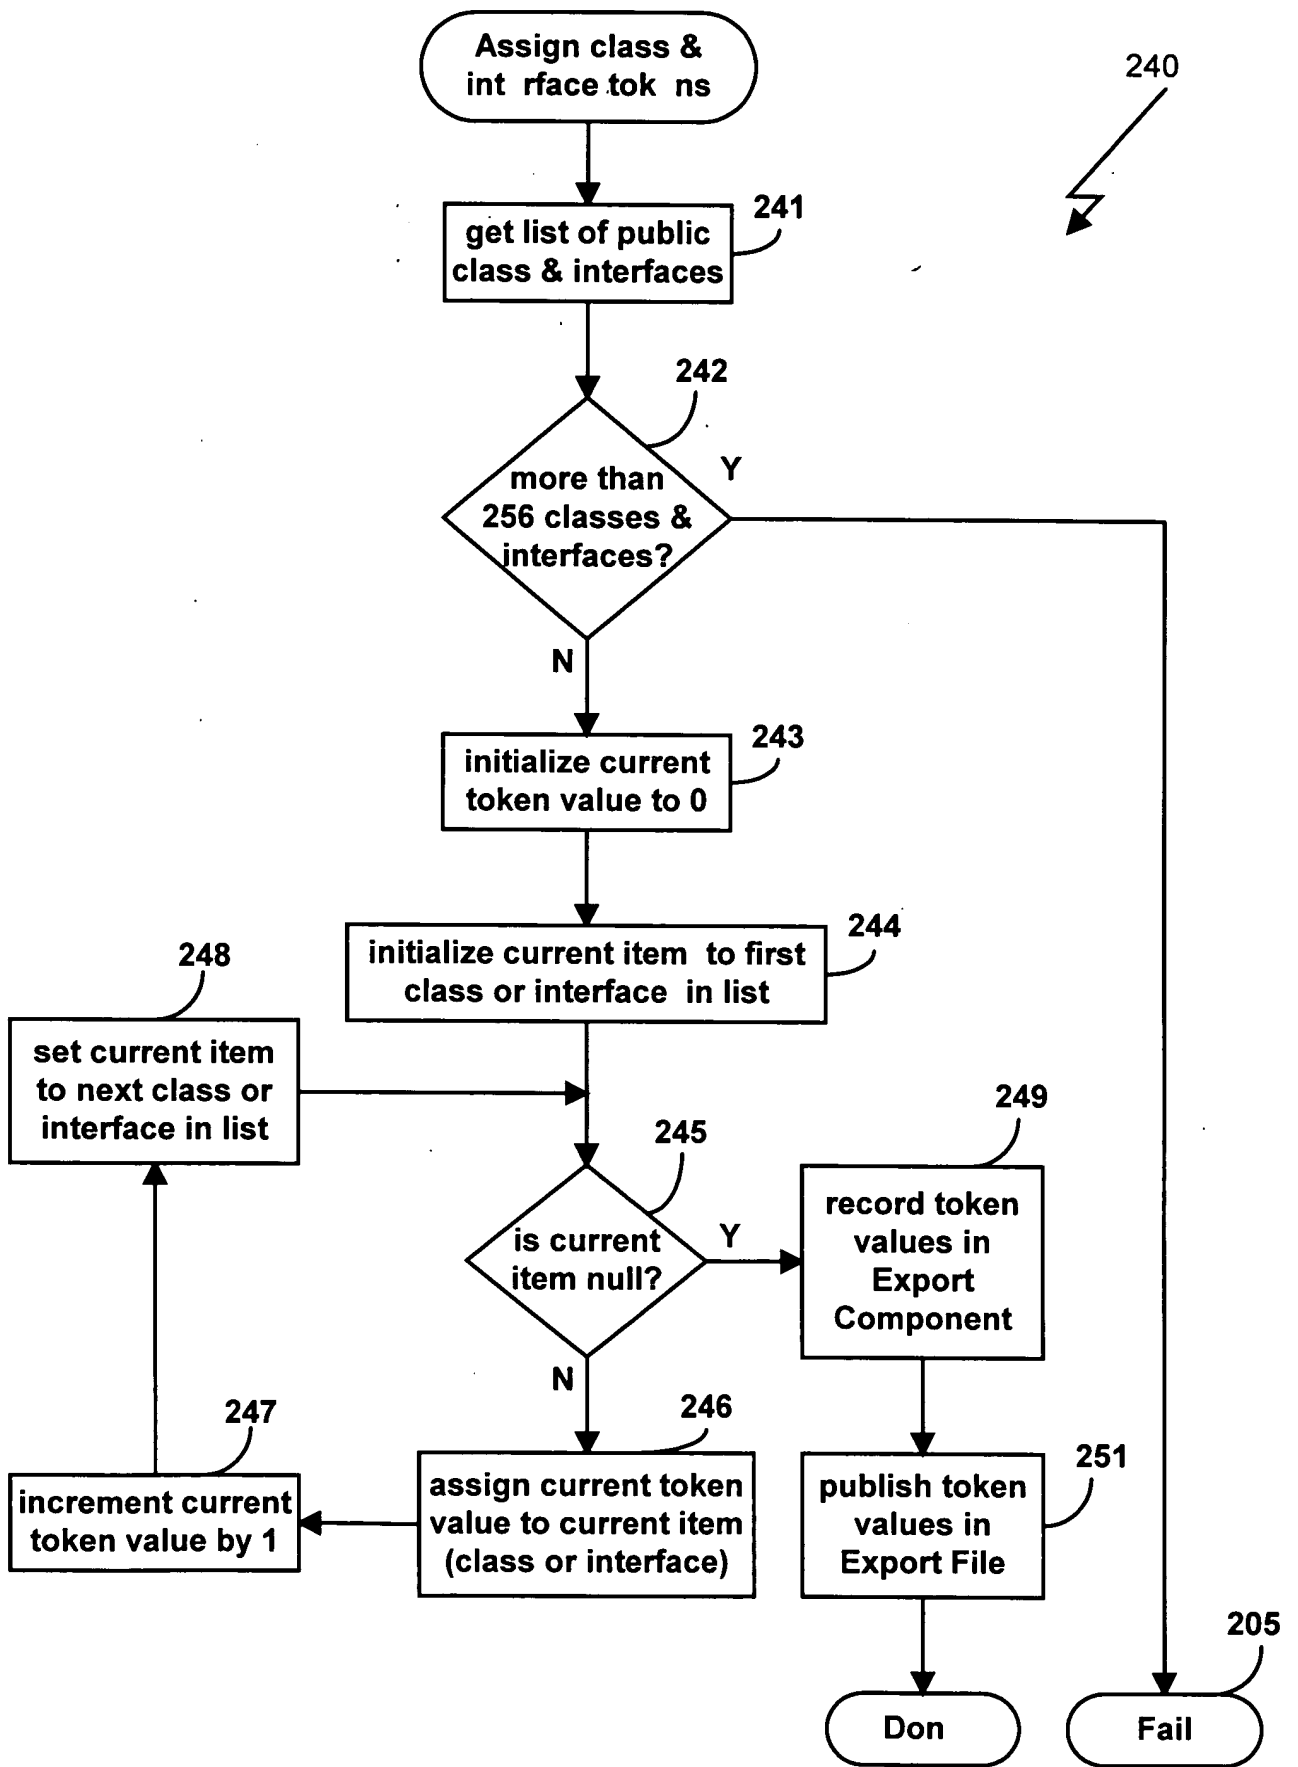 Assign class &
int rface tok ns
240
241
get list of public
class & interfaces
242
Y
more than
256 classes &
interfaces?
N
243
initialize current
token value to 0
244
initialize current item to first
class or interface in list
248
set current item
to next class or
interface in list
249
245
record token
values in
Export
Component
Y
is current
item null?
N
247
246
increment current
token value by 1
assign current token
value to current item
(class or interface)
251
publish token
values in
Export File
205
Don
Fail